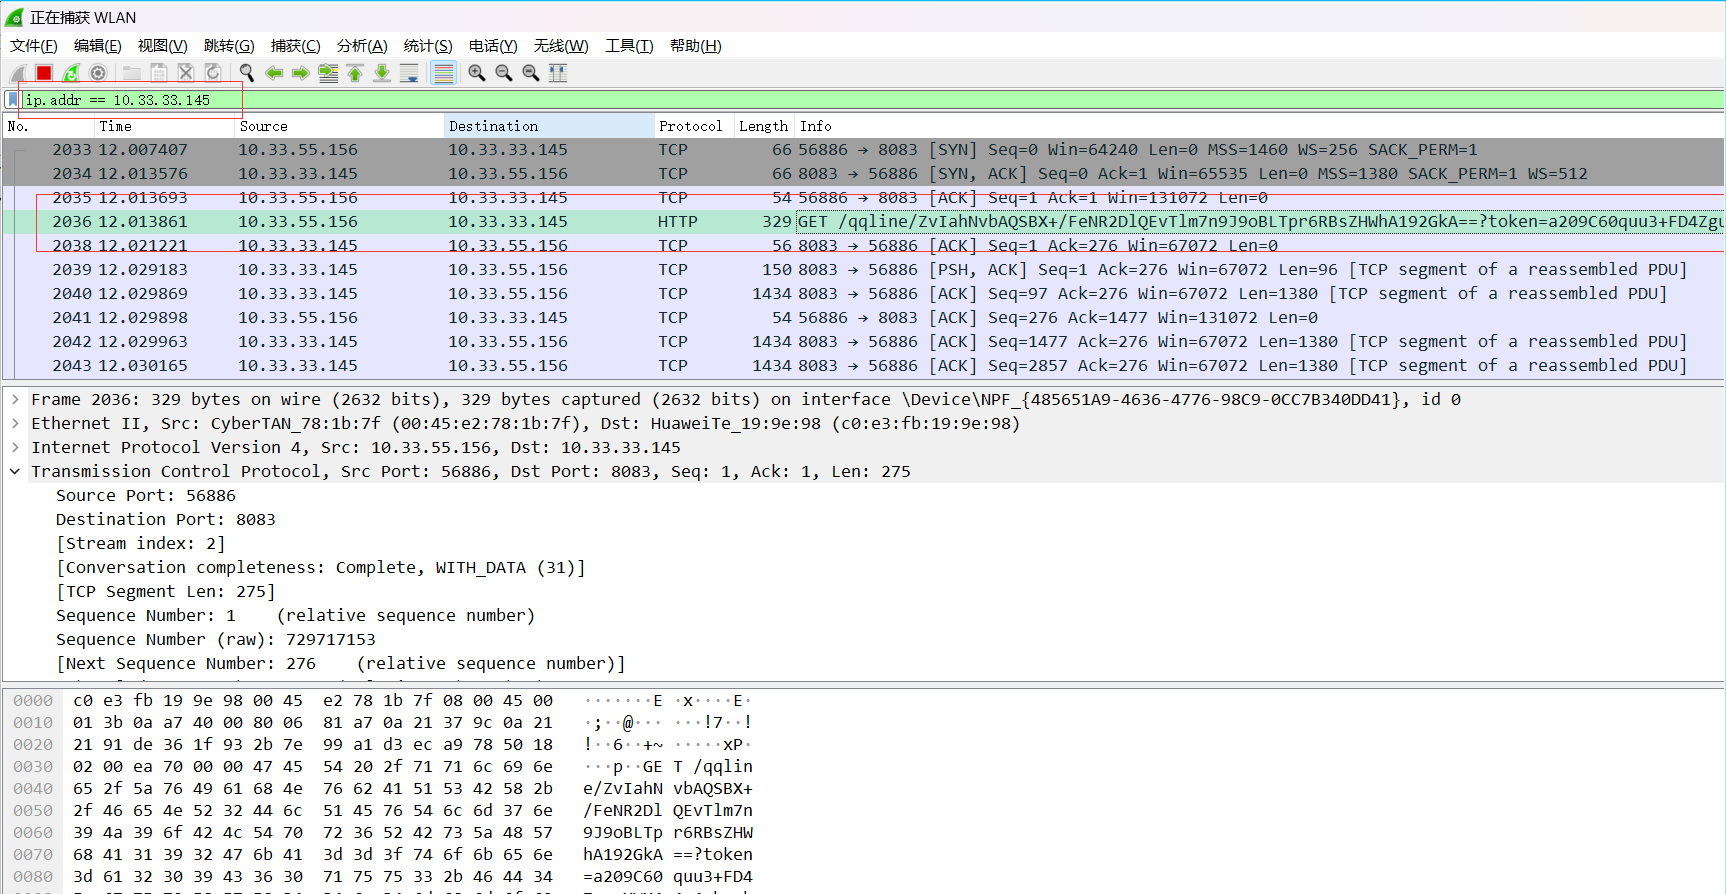 正在捕获 WLAN
文件(F) 编辑(E) 视图(V) 跳转(G) 捕获(C) 分析(A) 统计(S) 电话(Y) 无线(W) 工具(T) 帮助(H)
ip.addr == 10.33.33.145
No. Time Source Destination Protocol Length Info
2033 12.007407 10.33.55.156 10.33.33.145 TCP 66 56886 → 8083 [SYN] Seq=0 Win=64240 Len=0 MSS=1460 WS=256 SACK_PERM=1
2034 12.013576 10.33.33.145 10.33.55.156 TCP 66 8083 → 56886 [SYN, ACK] Seq=0 Ack=1 Win=65535 Len=0 MSS=1380 SACK_PERM=1 WS=512
2035 12.013693 10.33.55.156 10.33.33.145 TCP 54 56886 → 8083 [ACK] Seq=1 Ack=1 Win=131072 Len=0
2036 12.013861 10.33.55.156 10.33.33.145 HTTP 329 GET /qqline/ZvIahNvbAQSBX+/FeNR2DlQEvTlm7n9J9oBLTpr6RBsZHWhA192GkA==?token=a209C60quu3+FD4Zgu
2038 12.021221 10.33.33.145 10.33.55.156 TCP 56 8083 → 56886 [ACK] Seq=1 Ack=276 Win=67072 Len=0
2039 12.029183 10.33.33.145 10.33.55.156 TCP 150 8083 → 56886 [PSH, ACK] Seq=1 Ack=276 Win=67072 Len=96 [TCP segment of a reassembled PDU]
2040 12.029869 10.33.33.145 10.33.55.156 TCP 1434 8083 → 56886 [ACK] Seq=97 Ack=276 Win=67072 Len=1380 [TCP segment of a reassembled PDU]
2041 12.029898 10.33.55.156 10.33.33.145 TCP 54 56886 → 8083 [ACK] Seq=276 Ack=1477 Win=131072 Len=0
2042 12.029963 10.33.33.145 10.33.55.156 TCP 1434 8083 → 56886 [ACK] Seq=1477 Ack=276 Win=67072 Len=1380 [TCP segment of a reassembled PDU]
2043 12.030165 10.33.33.145 10.33.55.156 TCP 1434 8083 → 56886 [ACK] Seq=2857 Ack=276 Win=67072 Len=1380 [TCP segment of a reassembled PDU]
Frame 2036: 329 bytes on wire (2632 bits), 329 bytes captured (2632 bits) on interface \Device\NPF_{485651A9-4636-4776-98C9-0CC7B340DD41}, id 0
Ethernet II, Src: CyberTAN_78:1b:7f (00:45:e2:78:1b:7f), Dst: HuaweiTe_19:9e:98 (c0:e3:fb:19:9e:98)
Internet Protocol Version 4, Src: 10.33.55.156, Dst: 10.33.33.145
Transmission Control Protocol, Src Port: 56886, Dst Port: 8083, Seq: 1, Ack: 1, Len: 275
Source Port: 56886
Destination Port: 8083
[Stream index: 2]
[Conversation completeness: Complete, WITH_DATA (31)]
[TCP Segment Len: 275]
Sequence Number: 1 (relative sequence number)
Sequence Number (raw): 729717153
[Next Sequence Number: 276 (relative sequence number)]
0000 c0 e3 fb 19 9e 98 00 45 e2 78 1b 7f 08 00 45 00 ·······E ·x····E·
0010 01 3b 0a a7 40 00 80 06 81 a7 0a 21 37 9c 0a 21 ·;··@··· ···!7··!
0020 21 91 de 36 1f 93 2b 7e 99 a1 d3 ec a9 78 50 18 !··6··+~ ·····xP·
0030 02 00 ea 70 00 00 47 45 54 20 2f 71 71 6c 69 6e ···p··GE T /qqlin
0040 65 2f 5a 76 49 61 68 4e 76 62 41 51 53 42 58 2b e/ZvIahN vbAQSBX+
0050 2f 46 65 4e 52 32 44 6c 51 45 76 54 6c 6d 37 6e /FeNR2Dl QEvTlm7n
0060 39 4a 39 6f 42 4c 54 70 72 36 52 42 73 5a 48 57 9J9oBLTp r6RBsZHW
0070 68 41 31 39 32 47 6b 41 3d 3d 3f 74 6f 6b 65 6e hA192GkA ==?token
0080 3d 61 32 30 39 43 36 30 71 75 75 33 2b 46 44 34 =a209C60 quu3+FD4